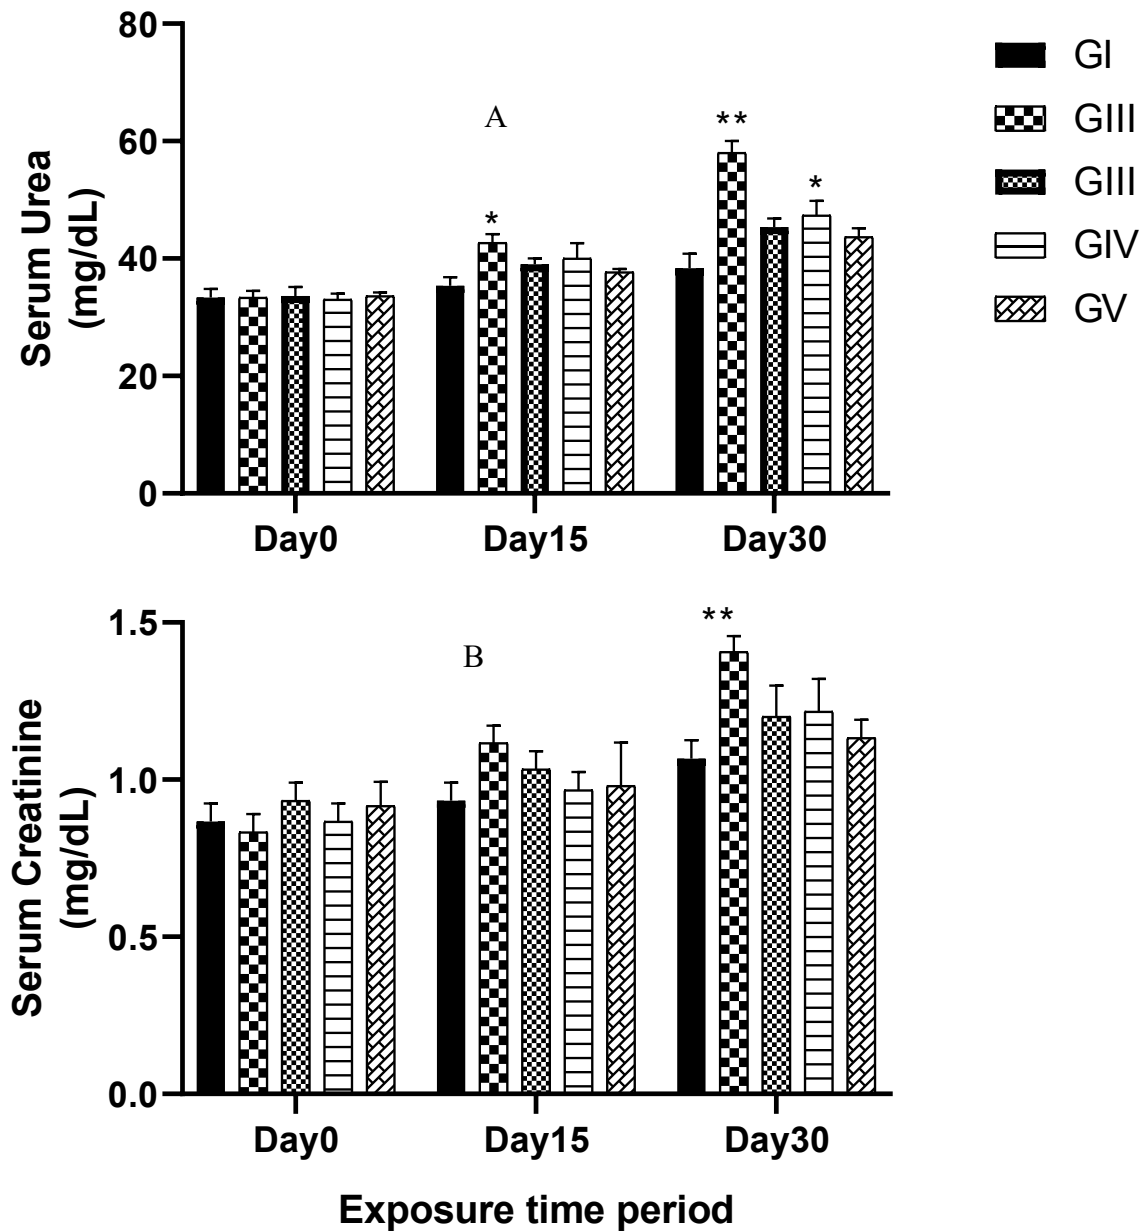 80
60
40
20
0
Serum Urea
(mg/dL)
A
*
**
*
Day0 Day15 Day30
GI
GIII
GIII
GIV
GV
1.5
1.0
0.5
0.0
Serum Creatinine
(mg/dL)
B
**
Day0 Day15 Day30
Exposure time period